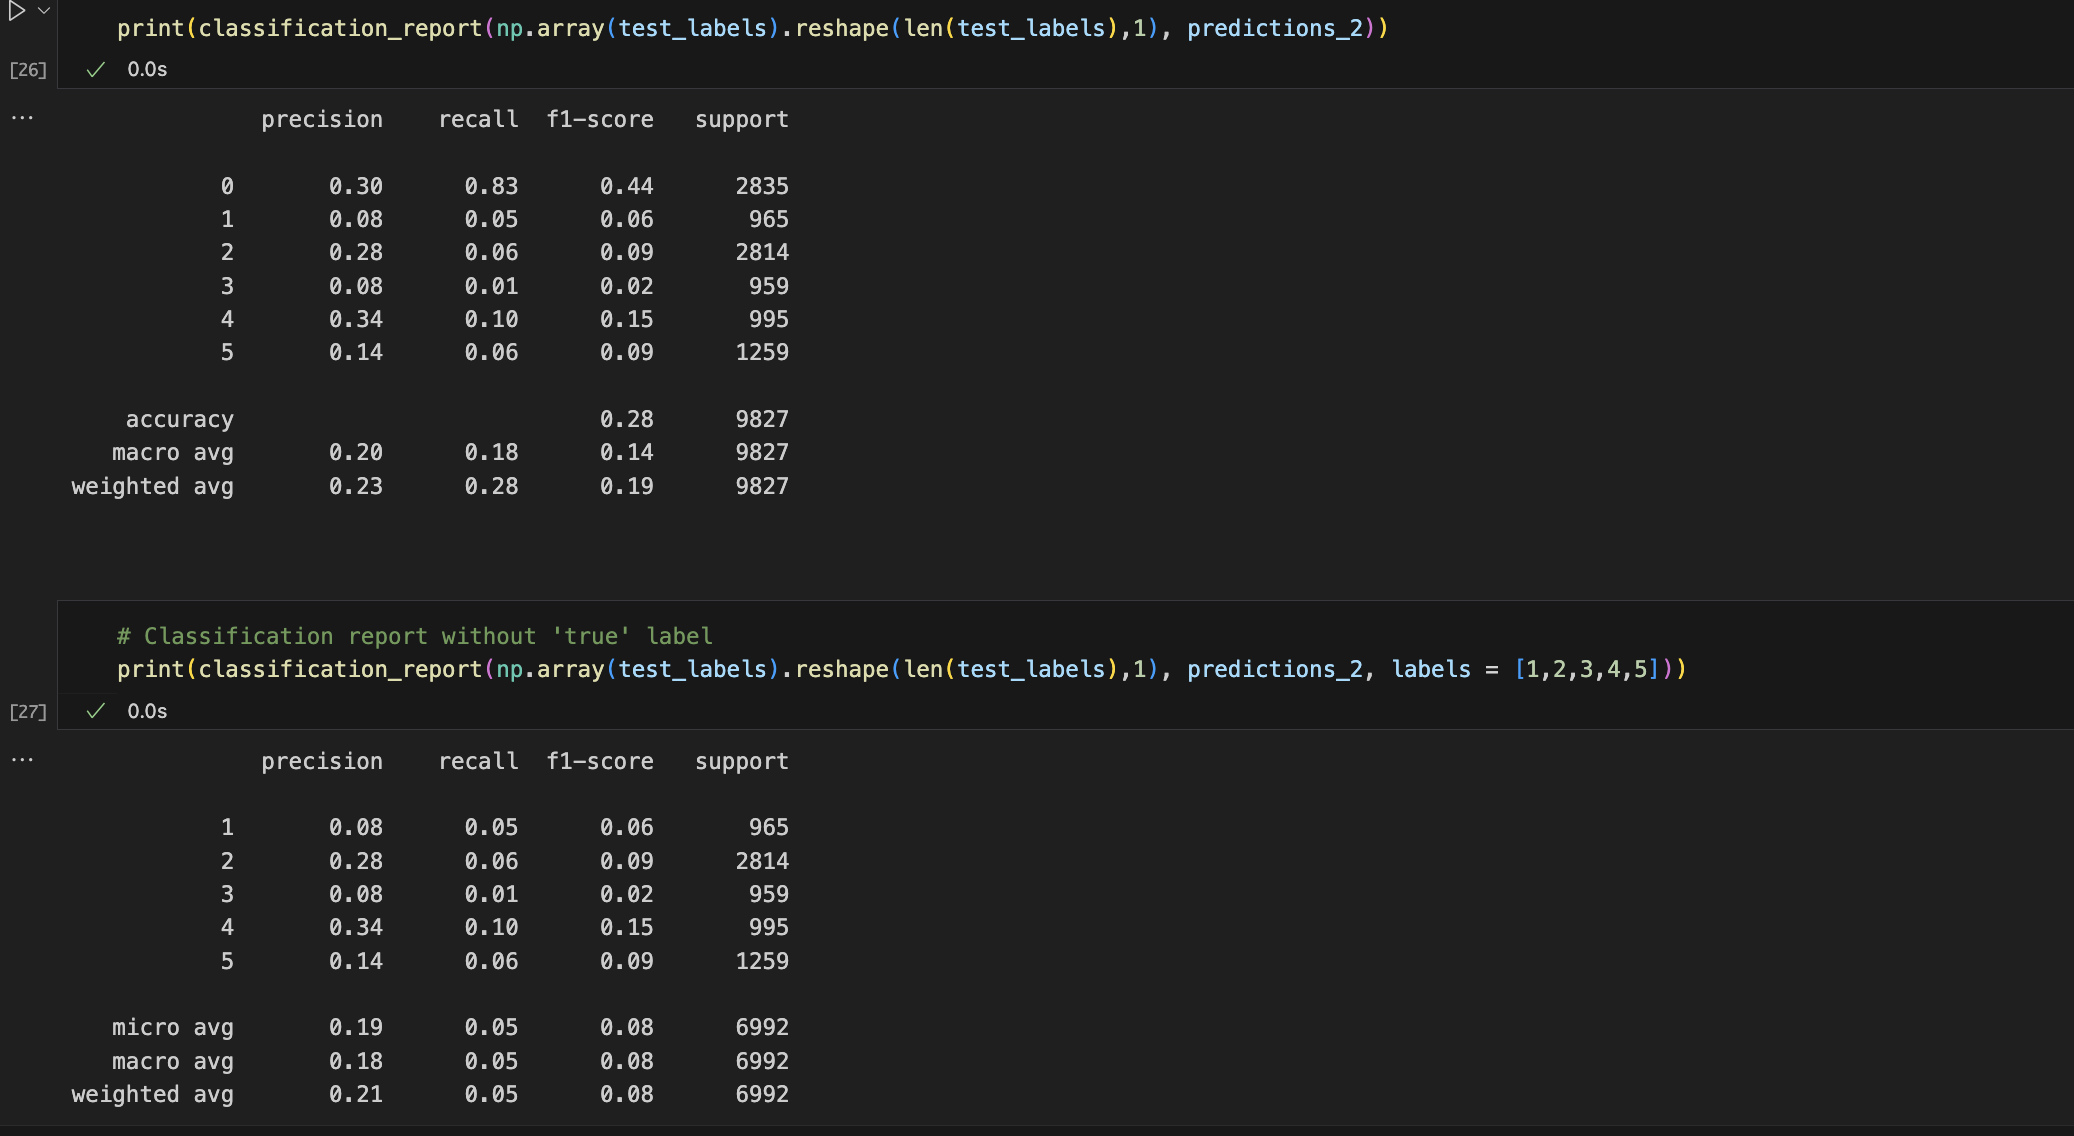 print(classification_report(np.array(test_labels).reshape(len(test_labels),1), predictions_2))
[26] 0.0s
... precision recall f1-score support
0 0.30 0.83 0.44 2835
1 0.08 0.05 0.06 965
2 0.28 0.06 0.09 2814
3 0.08 0.01 0.02 959
4 0.34 0.10 0.15 995
5 0.14 0.06 0.09 1259
accuracy 0.28 9827
macro avg 0.20 0.18 0.14 9827
weighted avg 0.23 0.28 0.19 9827
# Classification report without 'true' label
print(classification_report(np.array(test_labels).reshape(len(test_labels),1), predictions_2, labels = [1,2,3,4,5]))
[27] 0.0s
... precision recall f1-score support
1 0.08 0.05 0.06 965
2 0.28 0.06 0.09 2814
3 0.08 0.01 0.02 959
4 0.34 0.10 0.15 995
5 0.14 0.06 0.09 1259
micro avg 0.19 0.05 0.08 6992
macro avg 0.18 0.05 0.08 6992
weighted avg 0.21 0.05 0.08 6992